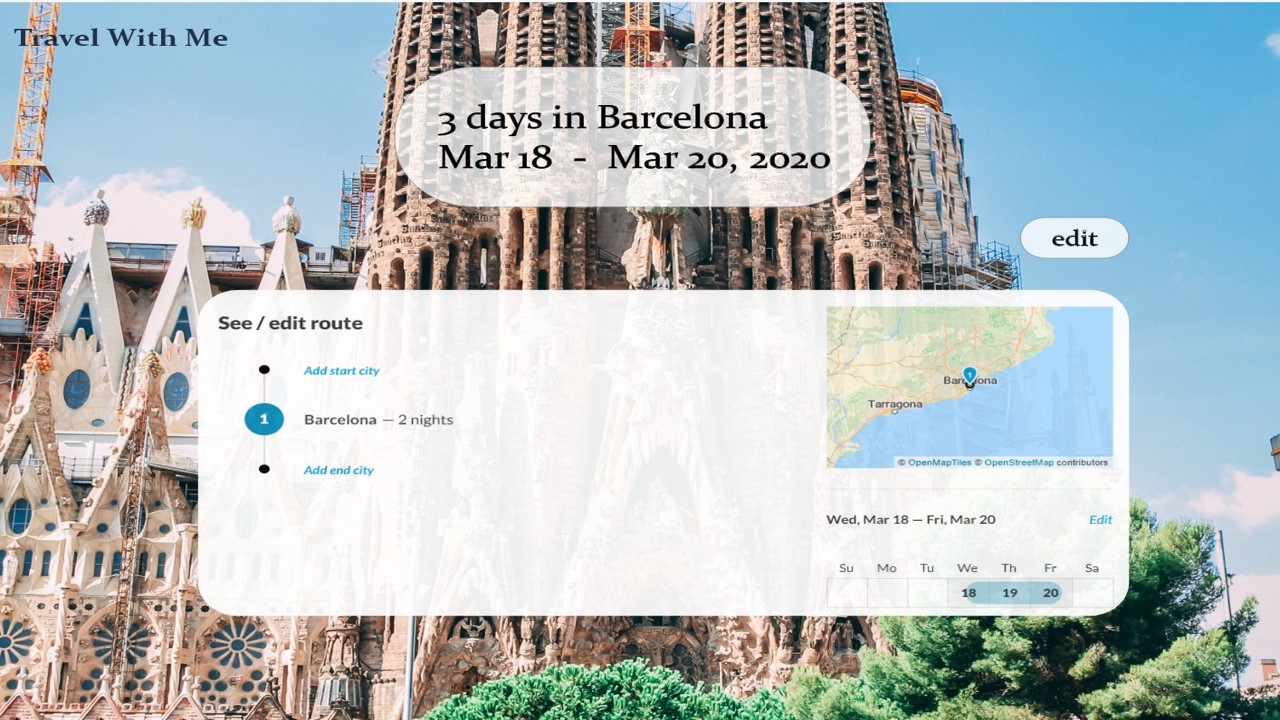 Travel With Me
3 days in Barcelona
Mar 18 - Mar 20, 2020
edit
See / edit route
Add start city
1 Barcelona — 2 nights
Add end city
1
Barcelona
Tarragona
© OpenMapTiles © OpenStreetMap contributors
Wed, Mar 18 — Fri, Mar 20 Edit
Su Mo Tu We Th Fr Sa
18 19 20